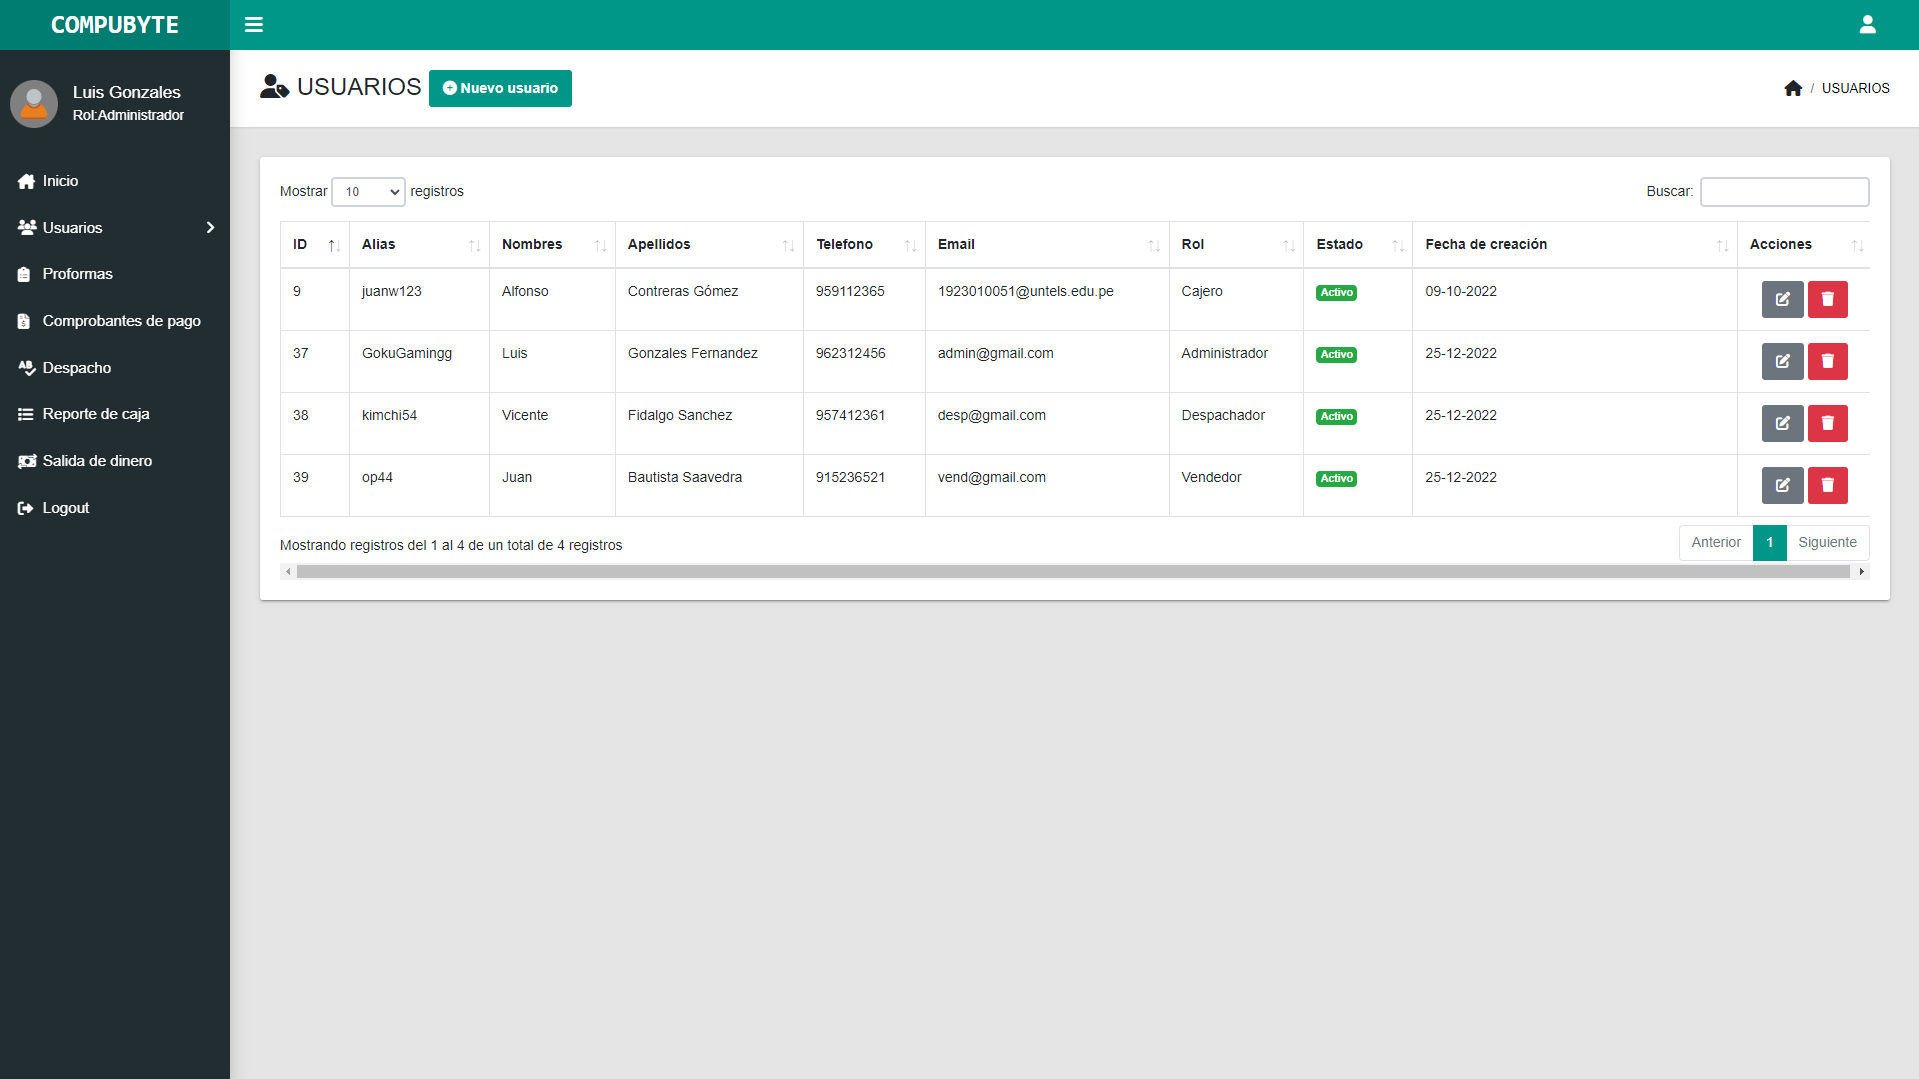 COMPUBYTE
Luis Gonzales
Rol:Administrador
Inicio
Usuarios
Proformas
Comprobantes de pago
Despacho
Reporte de caja
Salida de dinero
Logout
USUARIOS Nuevo usuario
/ USUARIOS
Mostrar 10 registros Buscar:
ID Alias Nombres Apellidos Telefono Email Rol Estado Fecha de creación Acciones
9 juanw123 Alfonso Contreras Gómez 959112365 1923010051@untels.edu.pe Cajero Activo 09-10-2022
37 GokuGamingg Luis Gonzales Fernandez 962312456 admin@gmail.com Administrador Activo 25-12-2022
38 kimchi54 Vicente Fidalgo Sanchez 957412361 desp@gmail.com Despachador Activo 25-12-2022
39 op44 Juan Bautista Saavedra 915236521 vend@gmail.com Vendedor Activo 25-12-2022
Mostrando registros del 1 al 4 de un total de 4 registros Anterior 1 Siguiente